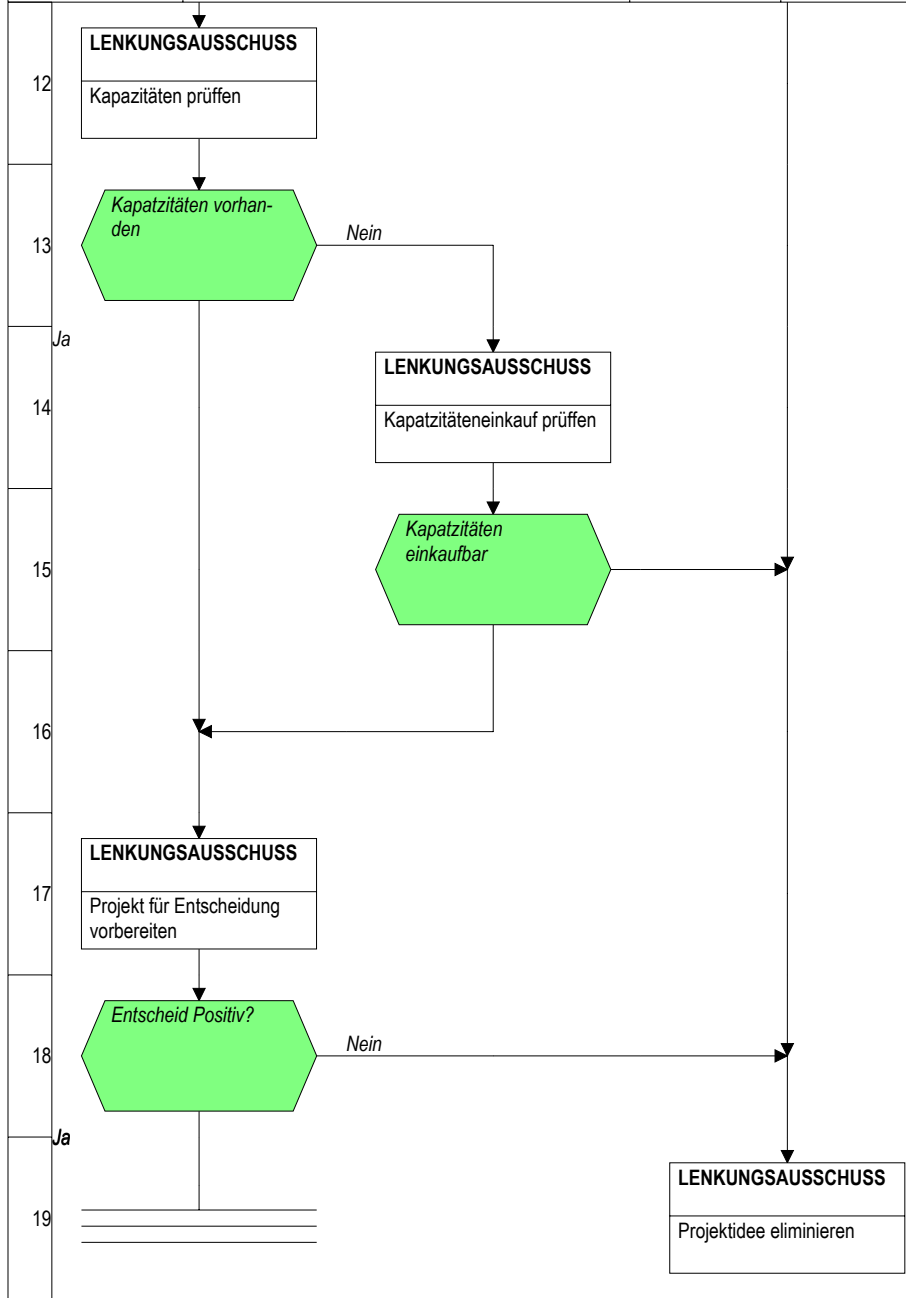 LENKUNGSAUSSCHUSS
12
Kapazitäten prüffen
Kapatzitäten vorhan-
den
13
Nein
Ja
LENKUNGSAUSSCHUSS
14
Kapatzitäteneinkauf prüffen
Kapatzitäten
einkaufbar
15
16
LENKUNGSAUSSCHUSS
17
Projekt für Entscheidung
vorbereiten
Entscheid Positiv?
18
Nein
Ja
LENKUNGSAUSSCHUSS
19
Projektidee eliminieren